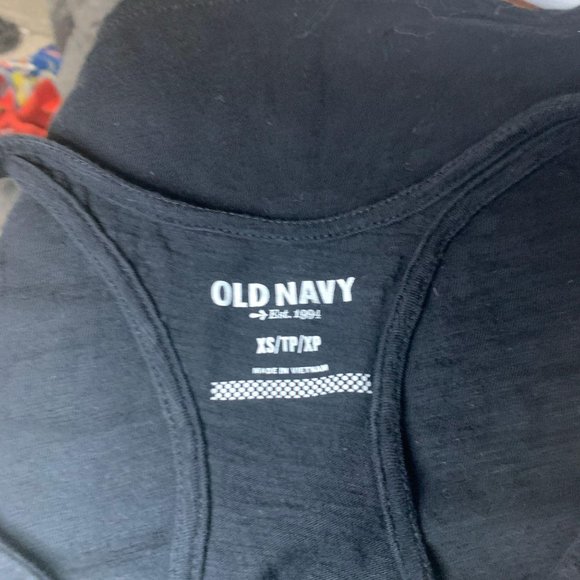 OLD NAVY
Est. 1994
XS/TP/XP
MADE IN VIETNAM